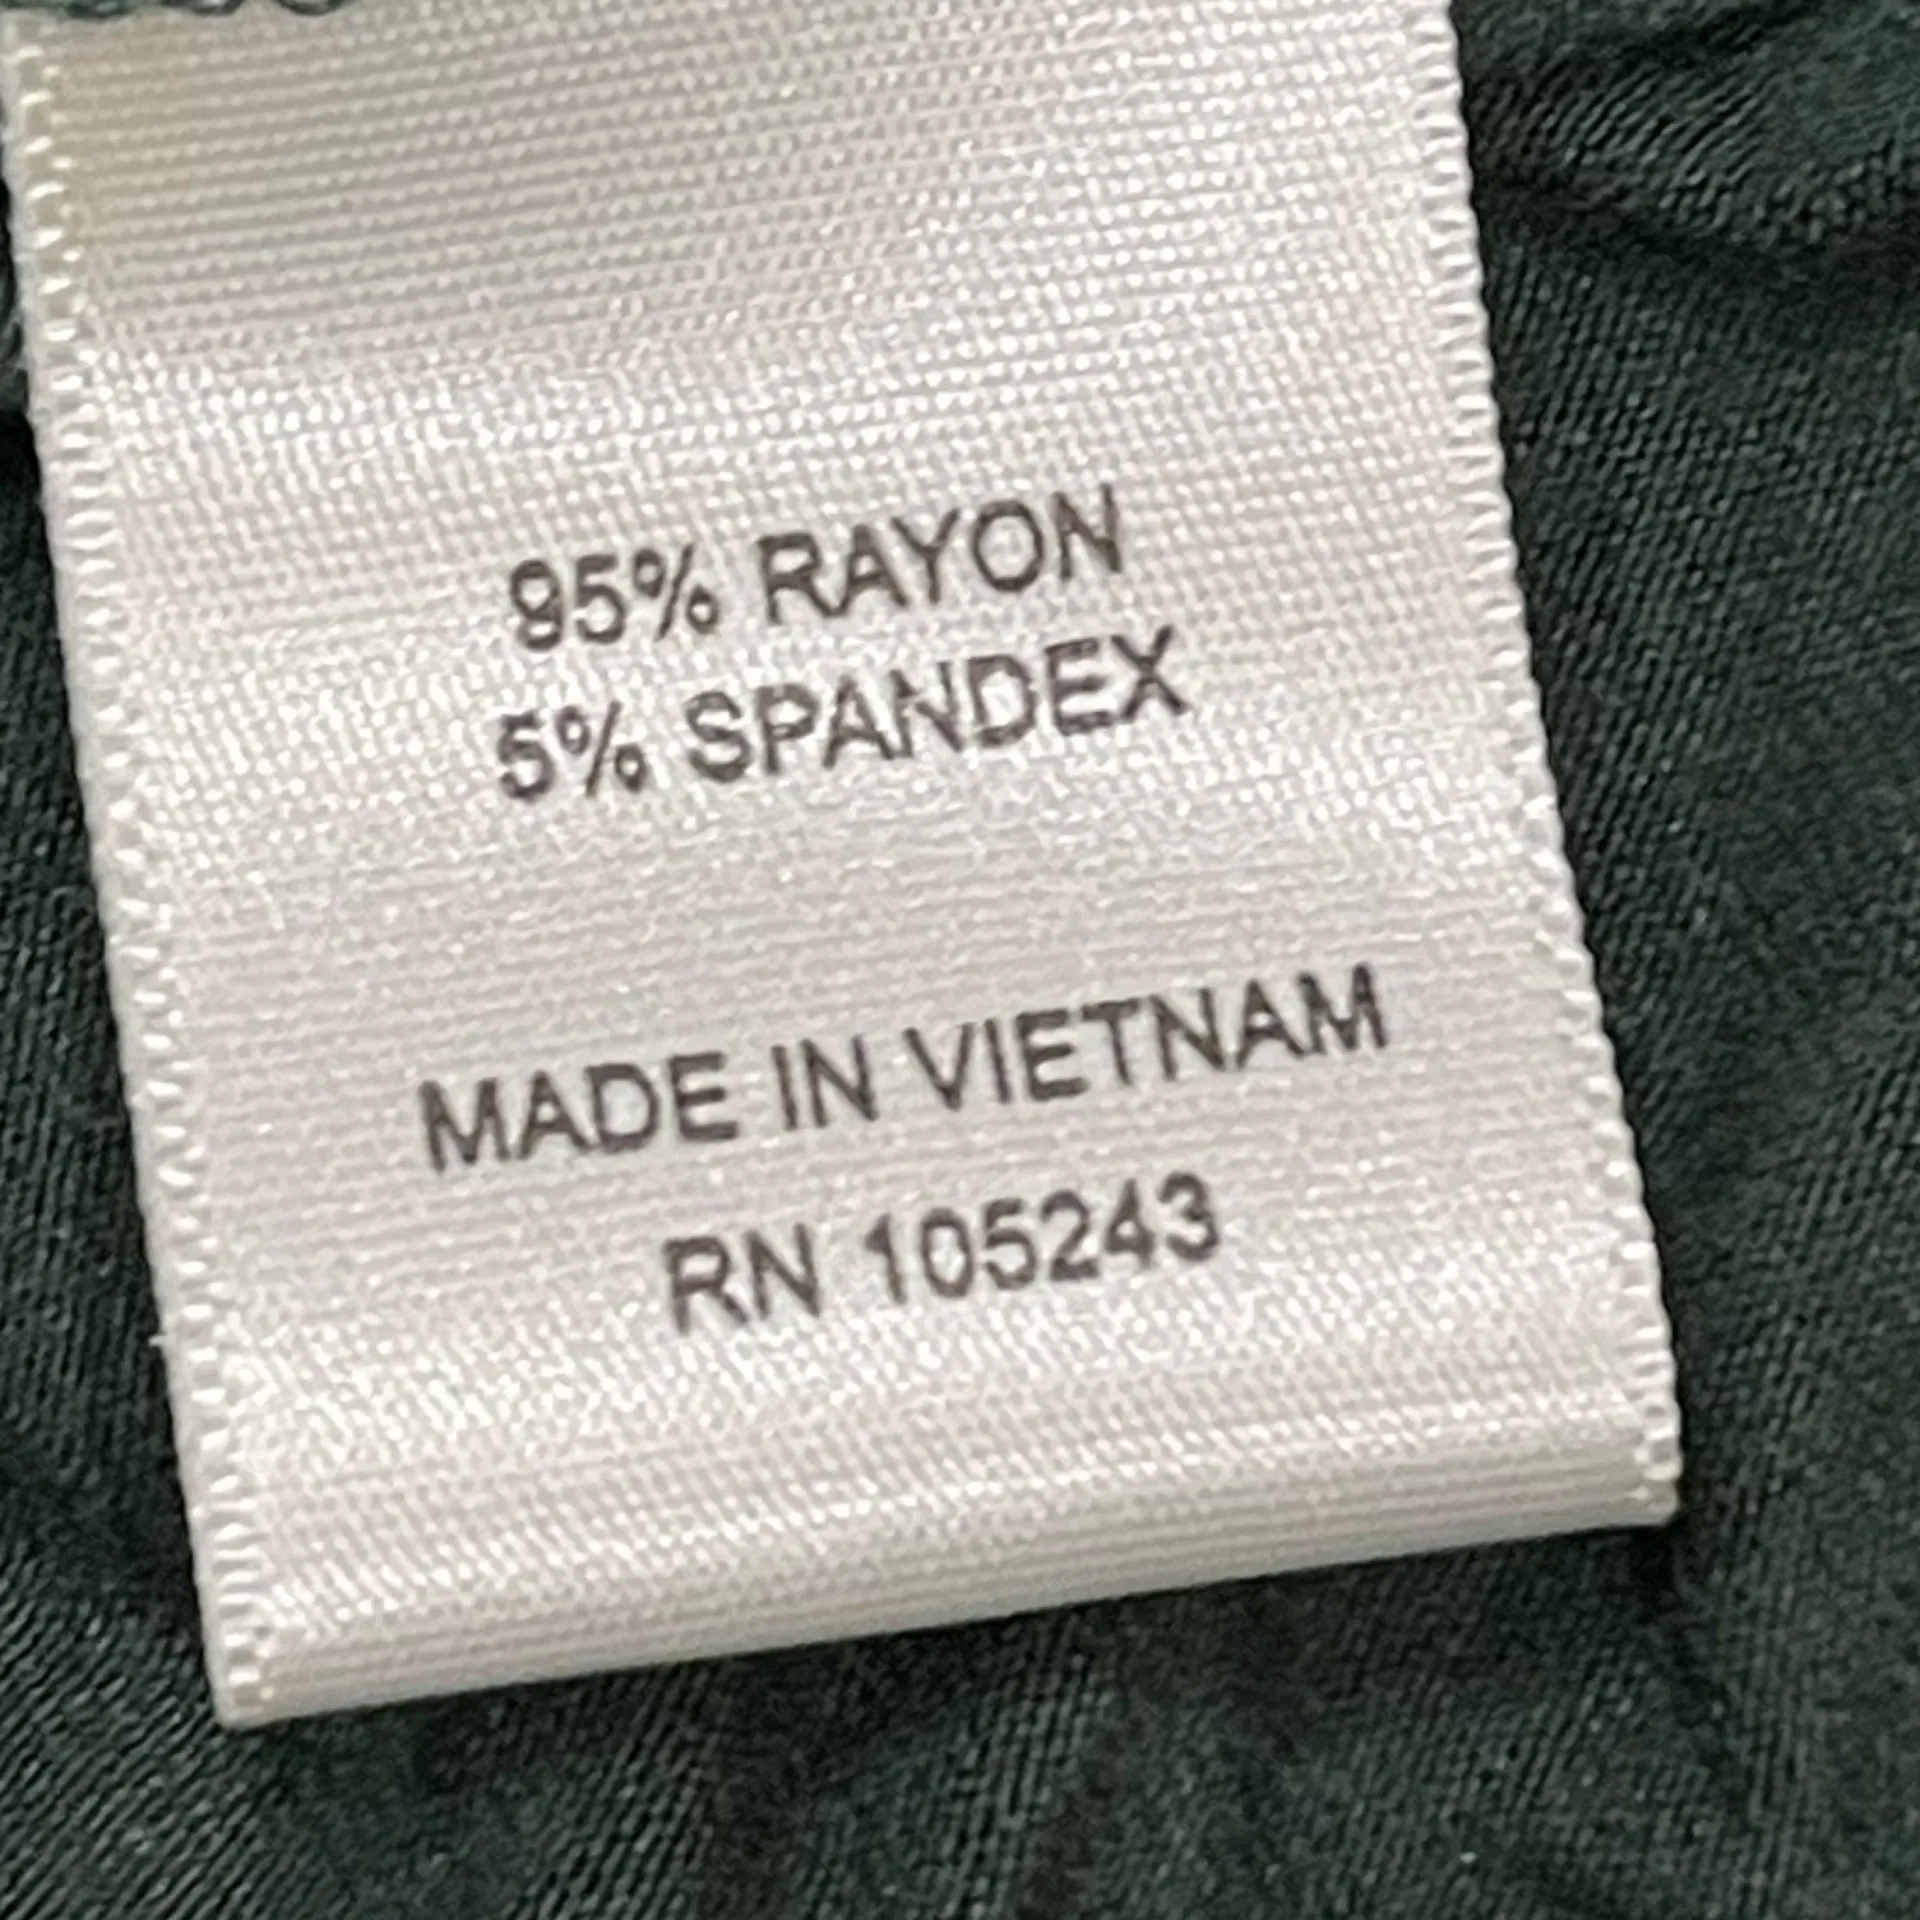 95% RAYON
5% SPANDEX
MADE IN VIETNAM
RN 105243